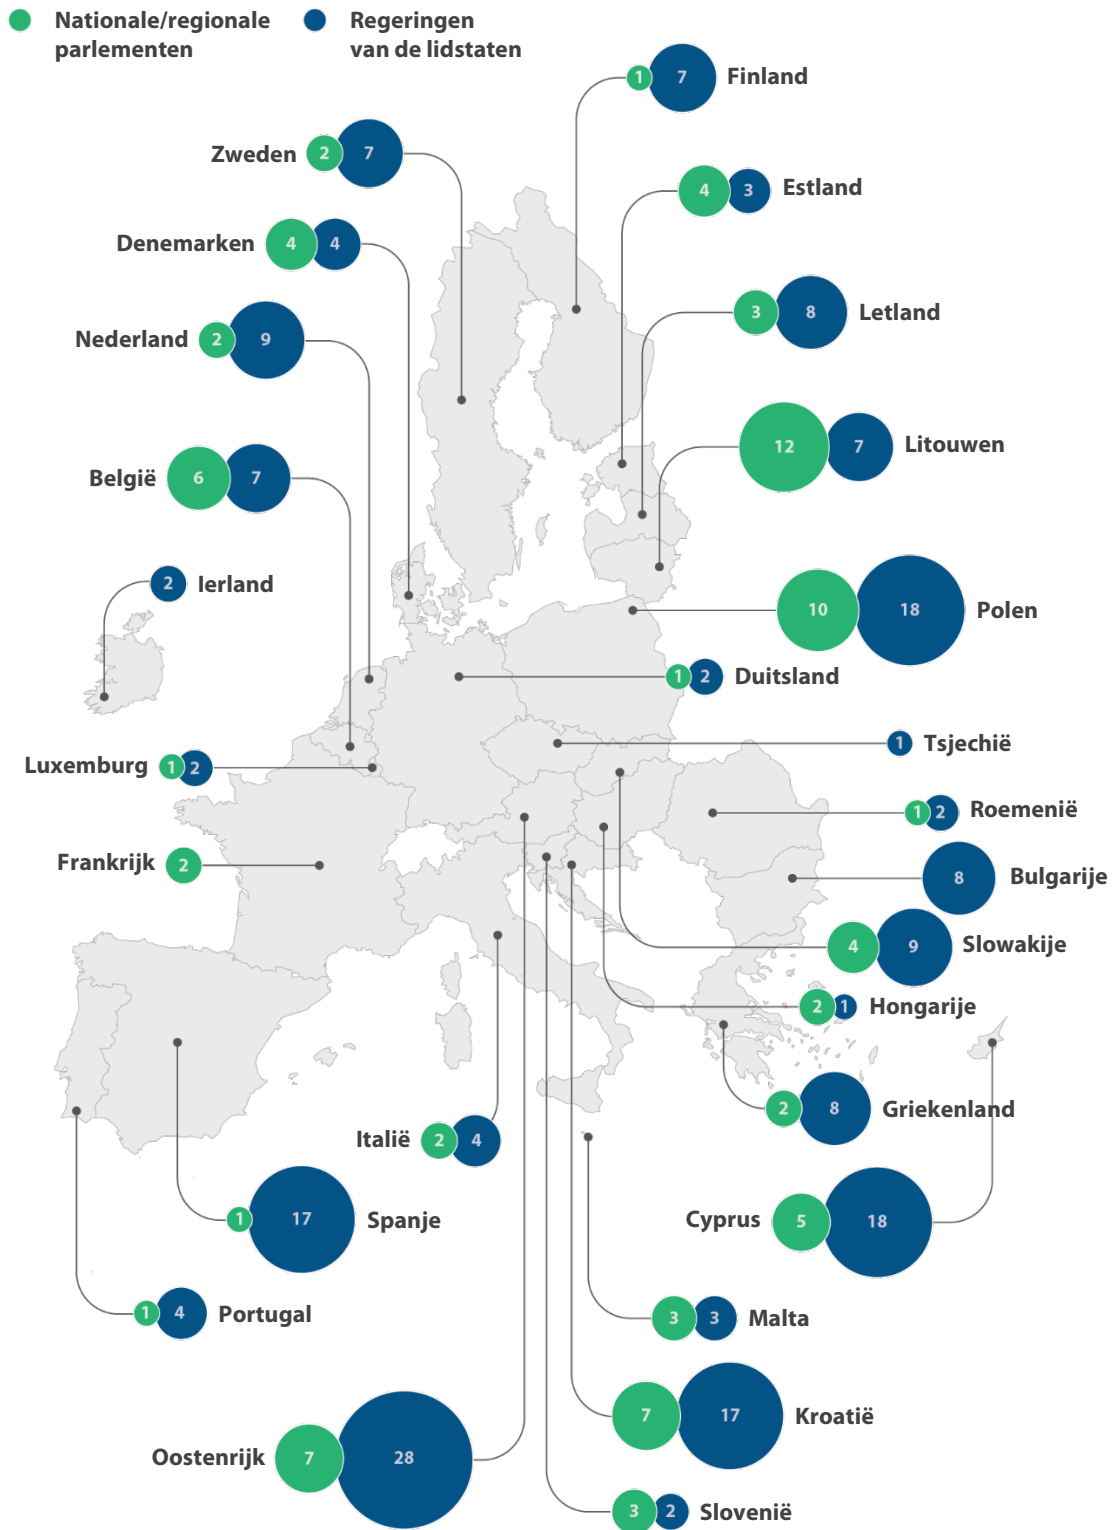 Nationale/regionale
parlementen
Regeringen
van de lidstaten
1 7 Finland
Zweden 2 7
4 3 Estland
Denemarken 4 4
3 8 Letland
Nederland 2 9
12 7 Litouwen
België 6 7
2 Ierland
10 18 Polen
1 2 Duitsland
1 Tsjechië
Luxemburg 1 2
1 2 Roemenië
Frankrijk 2
8 Bulgarije
4 9 Slowakije
2 1 Hongarije
2 8 Griekenland
Italië 2 4
1 17 Spanje
Cyprus 5 18
1 4 Portugal
3 3 Malta
7 17 Kroatië
Oostenrijk 7 28
3 2 Slovenië